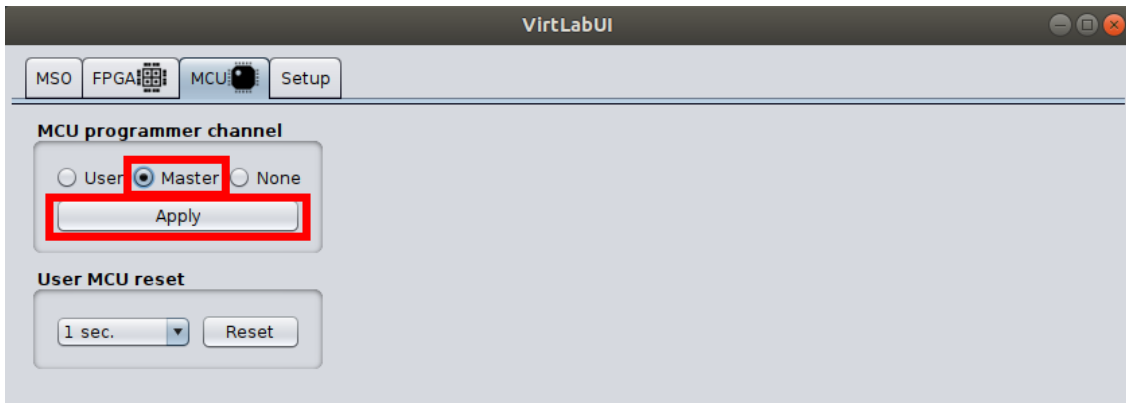 VirtLabUI
MSO FPGA MCU Setup
MCU programmer channel
User Master None
Apply
User MCU reset
1 sec. Reset